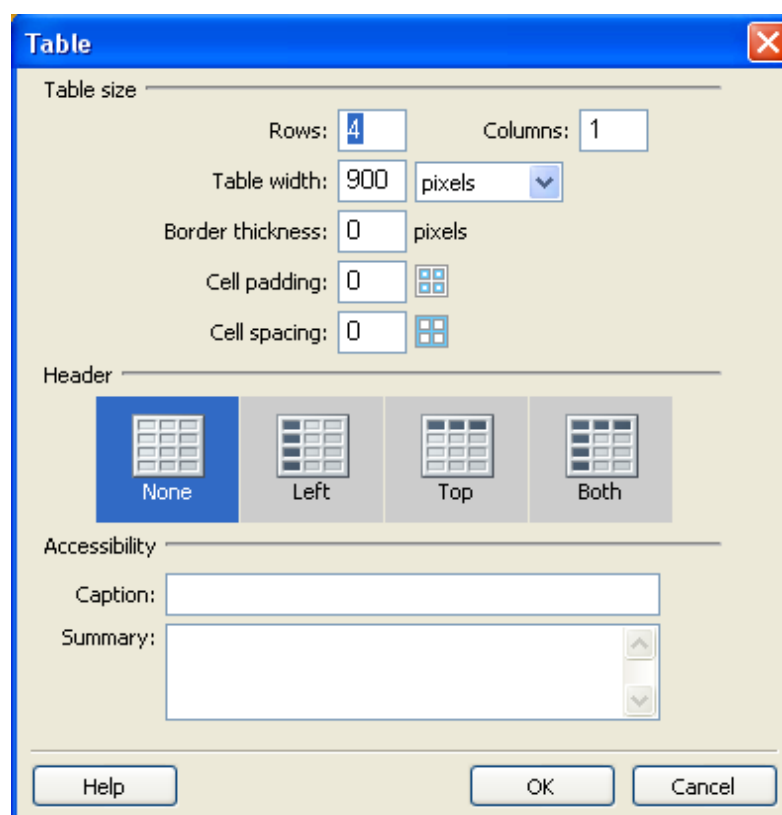 Table
Table size
Rows: 4 Columns: 1
Table width: 900 pixels
Border thickness: 0 pixels
Cell padding: 0
Cell spacing: 0
Header
None Left Top Both
Accessibility
Caption:
Summary:
Help OK Cancel